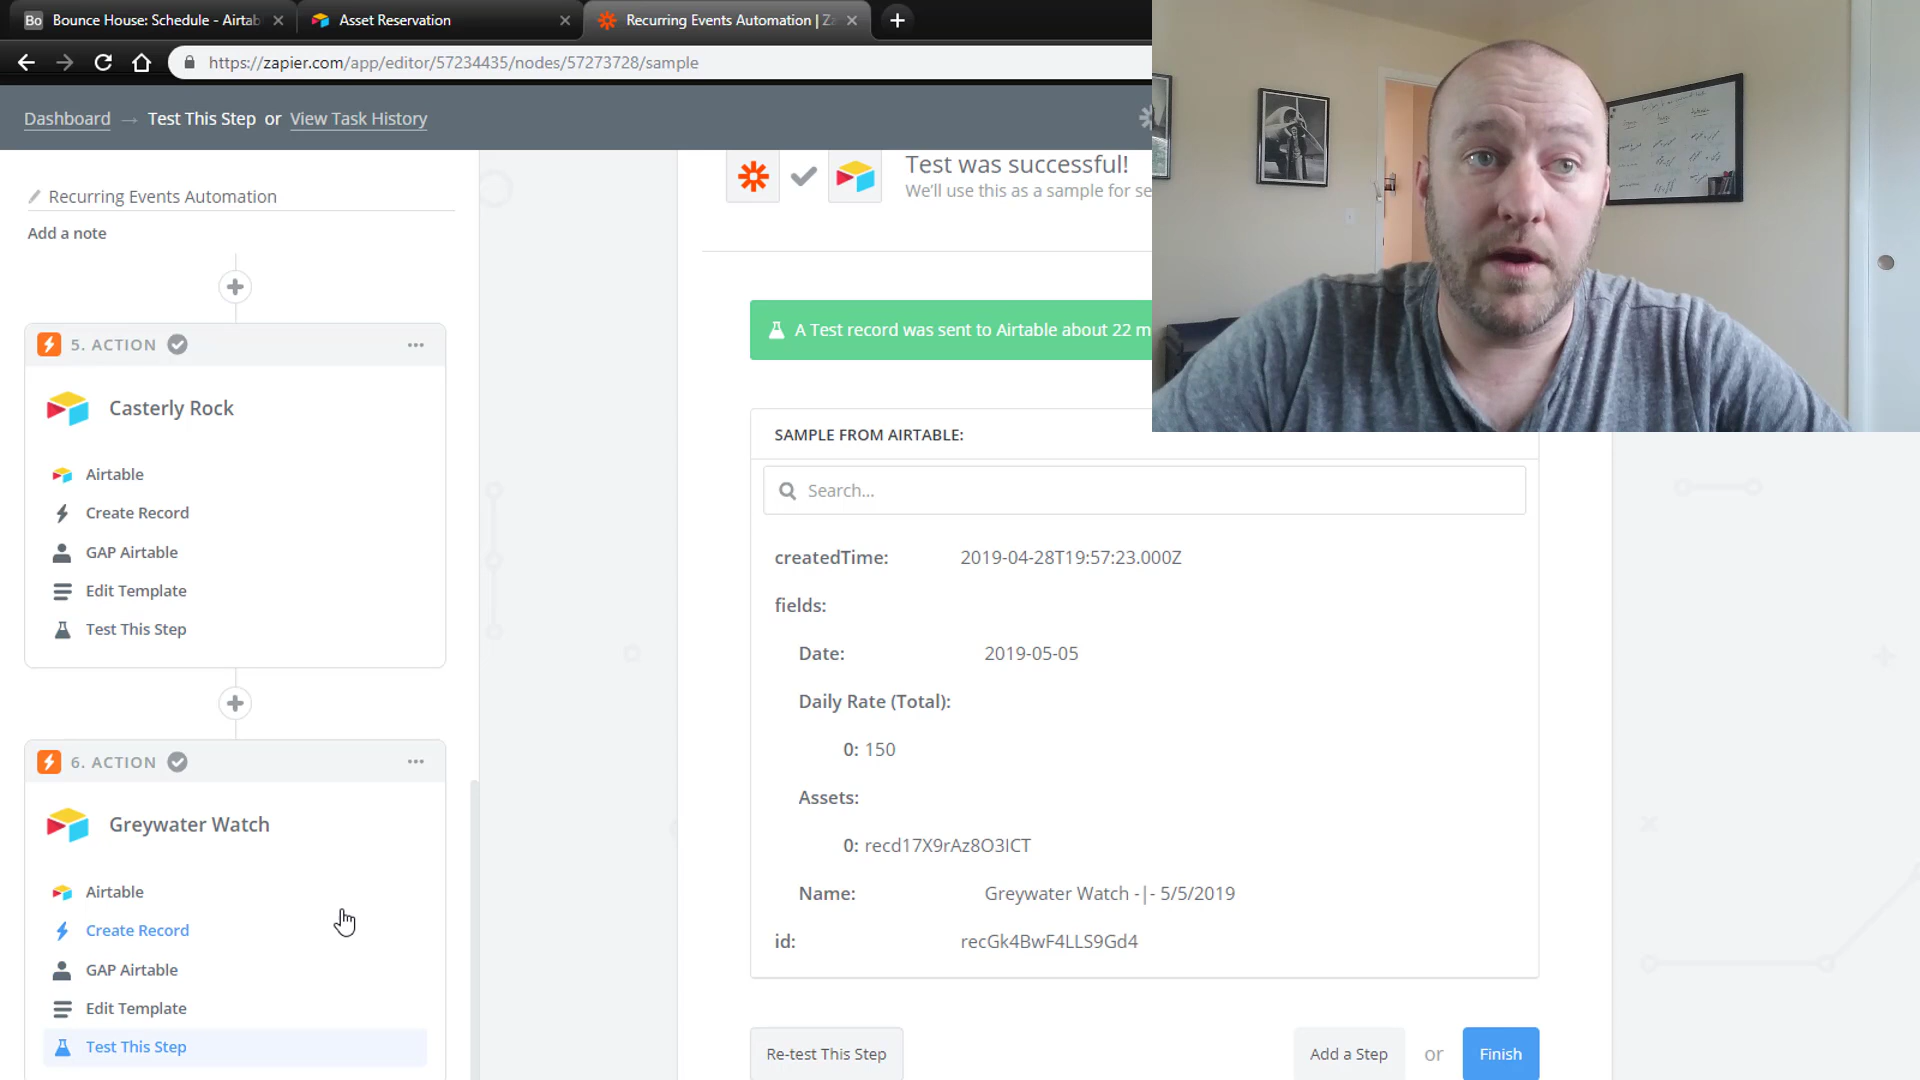 Bo Bounce House: Schedule - Airtab
Asset Reservation
Recurring Events Automation | Za
https://zapier.com/app/editor/57234435/nodes/57273728/sample
Dashboard → Test This Step or View Task History
Recurring Events Automation
Add a note
5. ACTION
Casterly Rock
Airtable
Create Record
GAP Airtable
Edit Template
Test This Step
6. ACTION
Greywater Watch
Airtable
Create Record
GAP Airtable
Edit Template
Test This Step
Test was successful!
We'll use this as a sample for se
A Test record was sent to Airtable about 22 m
SAMPLE FROM AIRTABLE:
Search...
createdTime: 2019-04-28T19:57:23.000Z
fields:
Date: 2019-05-05
Daily Rate (Total):
0: 150
Assets:
0: recd17X9rAz8O3ICT
Name: Greywater Watch -|- 5/5/2019
id: recGk4BwF4LLS9Gd4
Re-test This Step
Add a Step or Finish